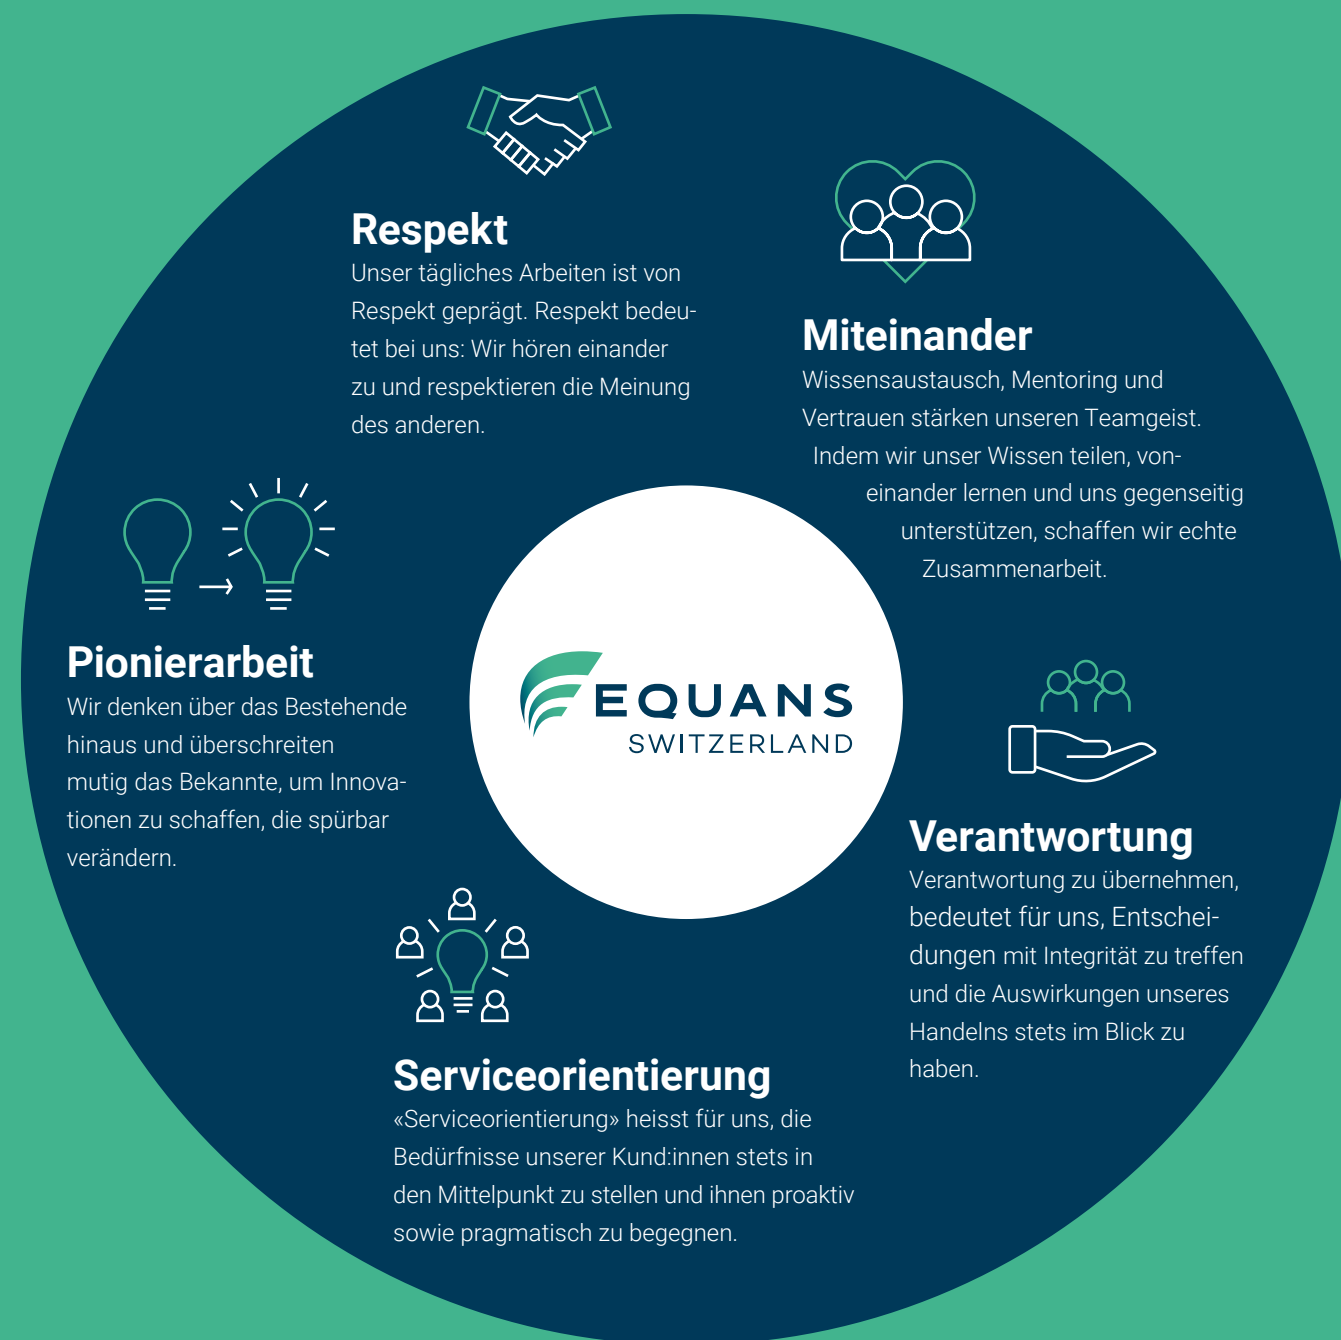 Respekt
Unser tägliches Arbeiten ist von
Respekt geprägt. Respekt bedeu-
tet bei uns: Wir hören einander
zu und respektieren die Meinung
des anderen.
Miteinander
Wissensaustausch, Mentoring und
Vertrauen stärken unseren Teamgeist.
Indem wir unser Wissen teilen, von-
einander lernen und uns gegenseitig
unterstützen, schaffen wir echte
Zusammenarbeit.
Pionierarbeit
Wir denken über das Bestehende
hinaus und überschreiten
mutig das Bekannte, um Innova-
tionen zu schaffen, die spürbar
verändern.
EQUANS
SWITZERLAND
Verantwortung
Verantwortung zu übernehmen,
bedeutet für uns, Entschei-
dungen mit Integrität zu treffen
und die Auswirkungen unseres
Handelns stets im Blick zu
haben.
Serviceorientierung
«Serviceorientierung» heisst für uns, die
Bedürfnisse unserer Kund:innen stets in
den Mittelpunkt zu stellen und ihnen proaktiv
sowie pragmatisch zu begegnen.